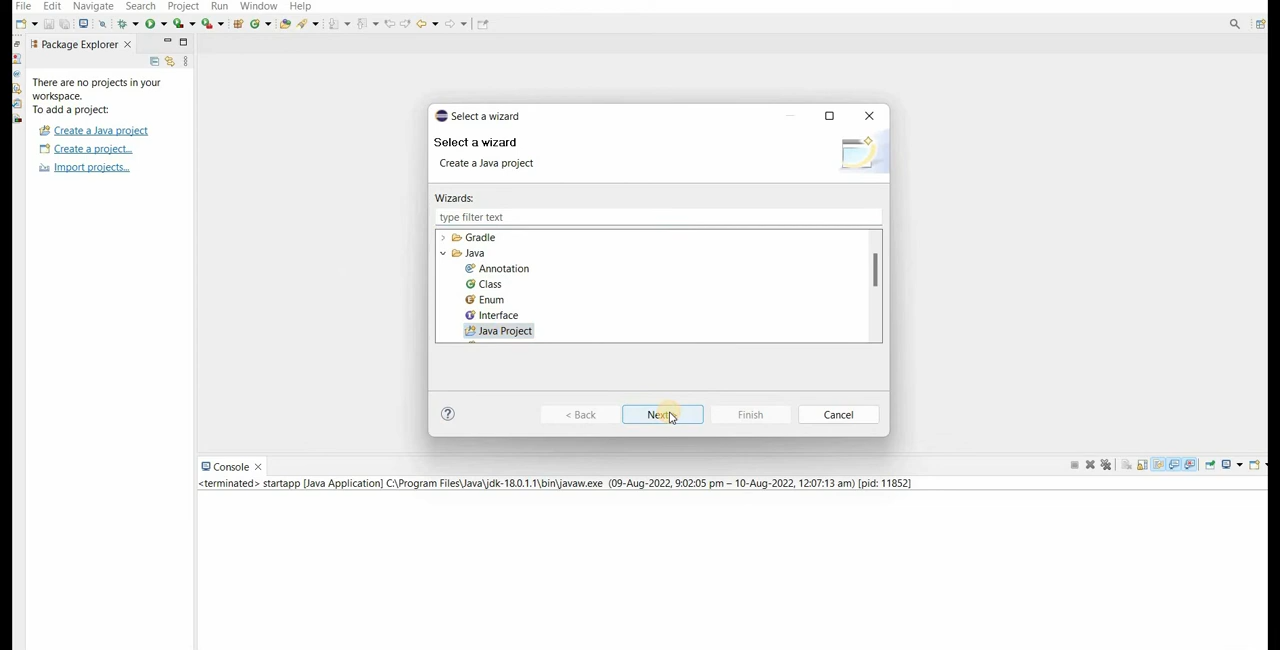 File Edit Navigate Search Project Run Window Help
Package Explorer
There are no projects in your
workspace.
To add a project:
Create a Java project
Create a project...
Import projects...
Select a wizard
Select a wizard
Create a Java project
Wizards:
type filter text
Gradle
Java
Annotation
Class
Enum
Interface
Java Project
< Back Next > Finish Cancel
Console
<terminated> startapp [Java Application] C:\Program Files\Java\jdk-18.0.1.1\bin\javaw.exe (09-Aug-2022, 9:02:05 pm – 10-Aug-2022, 12:07:13 am) [pid: 11852]